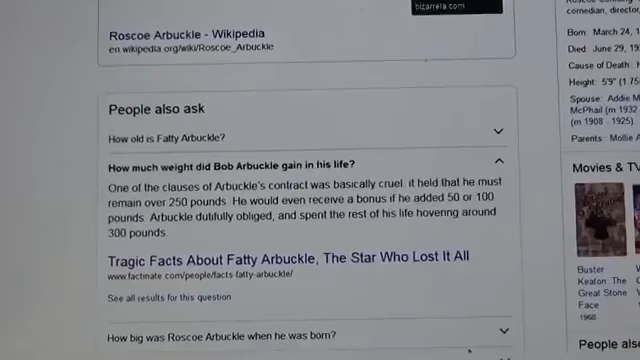 bizarrela.com
Roscoe Arbuckle - Wikipedia
en.wikipedia.org/wiki/Roscoe_Arbuckle
People also ask
How old is Fatty Arbuckle?
How much weight did Bob Arbuckle gain in his life?
One of the clauses of Arbuckle's contract was basically cruel. it held that he must
remain over 250 pounds. He would even receive a bonus if he added 50 or 100
pounds. Arbuckle dutifully obliged, and spent the rest of his life hovering around
300 pounds.
Tragic Facts About Fatty Arbuckle, The Star Who Lost It All
www.factinate.com/people/facts-fatty-arbuckle/
See all results for this question
How big was Roscoe Arbuckle when he was born?
comedian, director,
Born: March 24, 1
Died: June 29, 19
Cause of Death: H
Height: 5'9" (1.75
Spouse: Addie M
McPhail (m 1932
(m 1908 - 1925)
Parents: Mollie A
Movies & TV
Buster
Keaton: The
Great Stone
Face
1968
People also